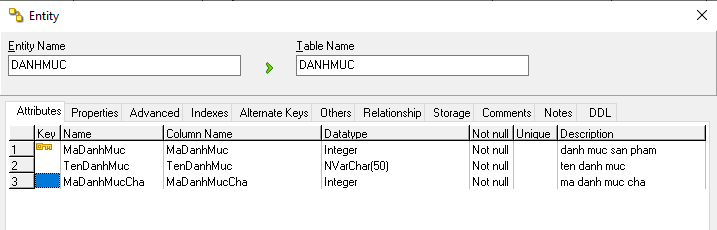 Entity
Entity Name Table Name
DANHMUC DANHMUC
Attributes Properties Advanced Indexes Alternate Keys Others Relationship Storage Comments Notes DDL
Key Name Column Name Datatype Not null Unique Description
1 MaDanhMuc MaDanhMuc Integer Not null danh muc san pham
2 TenDanhMuc TenDanhMuc NVarChar(50) Not null ten danh muc
3 MaDanhMucCha MaDanhMucCha Integer Not null ma danh muc cha